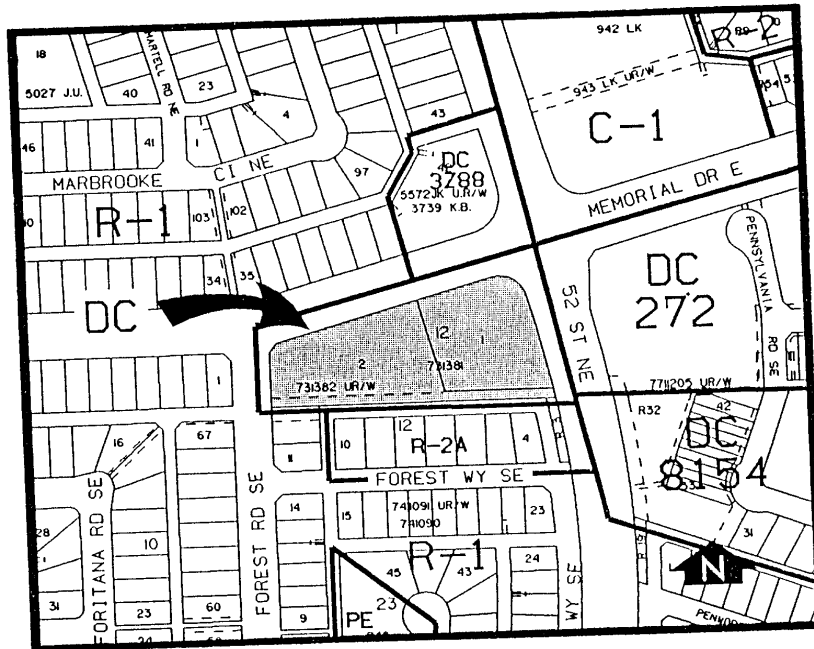 942 LK
R-2
18
MARTELL RD NE
5027 J.U.
40
23
4
43
943 LK UR/W
C-1
46
41
1
MARBROOKE CI NE
97
DC
3788
5572JK U.R/W
3739 K.B.
MEMORIAL DR E
R-1
103
102
34
35
DC
52 ST NE
DC
272
PENNSYLVANIA RD SE
12
1
2
731381
731382 UR/W
7711205 UR/W
1
R32
42
DC
8154
16
67
10
12
R-2A
4
11
FOREST WY SE
FORITANA RD SE
FOREST RD SE
14
15
741091 UR/W
741090
23
R-1
28
10
31
N
45
43
24
WY SE
31
23
60
9
PE
23